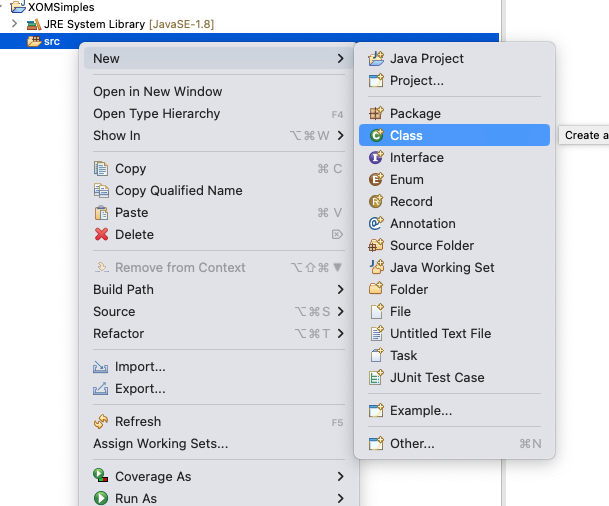 XOMSimples
JRE System Library [JavaSE-1.8]
src
New
Open in New Window
Open Type Hierarchy F4
Show In ⌥⌘W
Copy ⌘C
Copy Qualified Name
Paste ⌘V
Delete ⌦
Remove from Context ⌥⇧⌘▼
Build Path
Source ⌥⌘S
Refactor ⌥⌘T
Import...
Export...
Refresh F5
Assign Working Sets...
Coverage As
Run As
Java Project
Project...
Package
Class
Interface
Enum
Record
Annotation
Source Folder
Java Working Set
Folder
File
Untitled Text File
Task
JUnit Test Case
Example...
Other... ⌘N
Create a